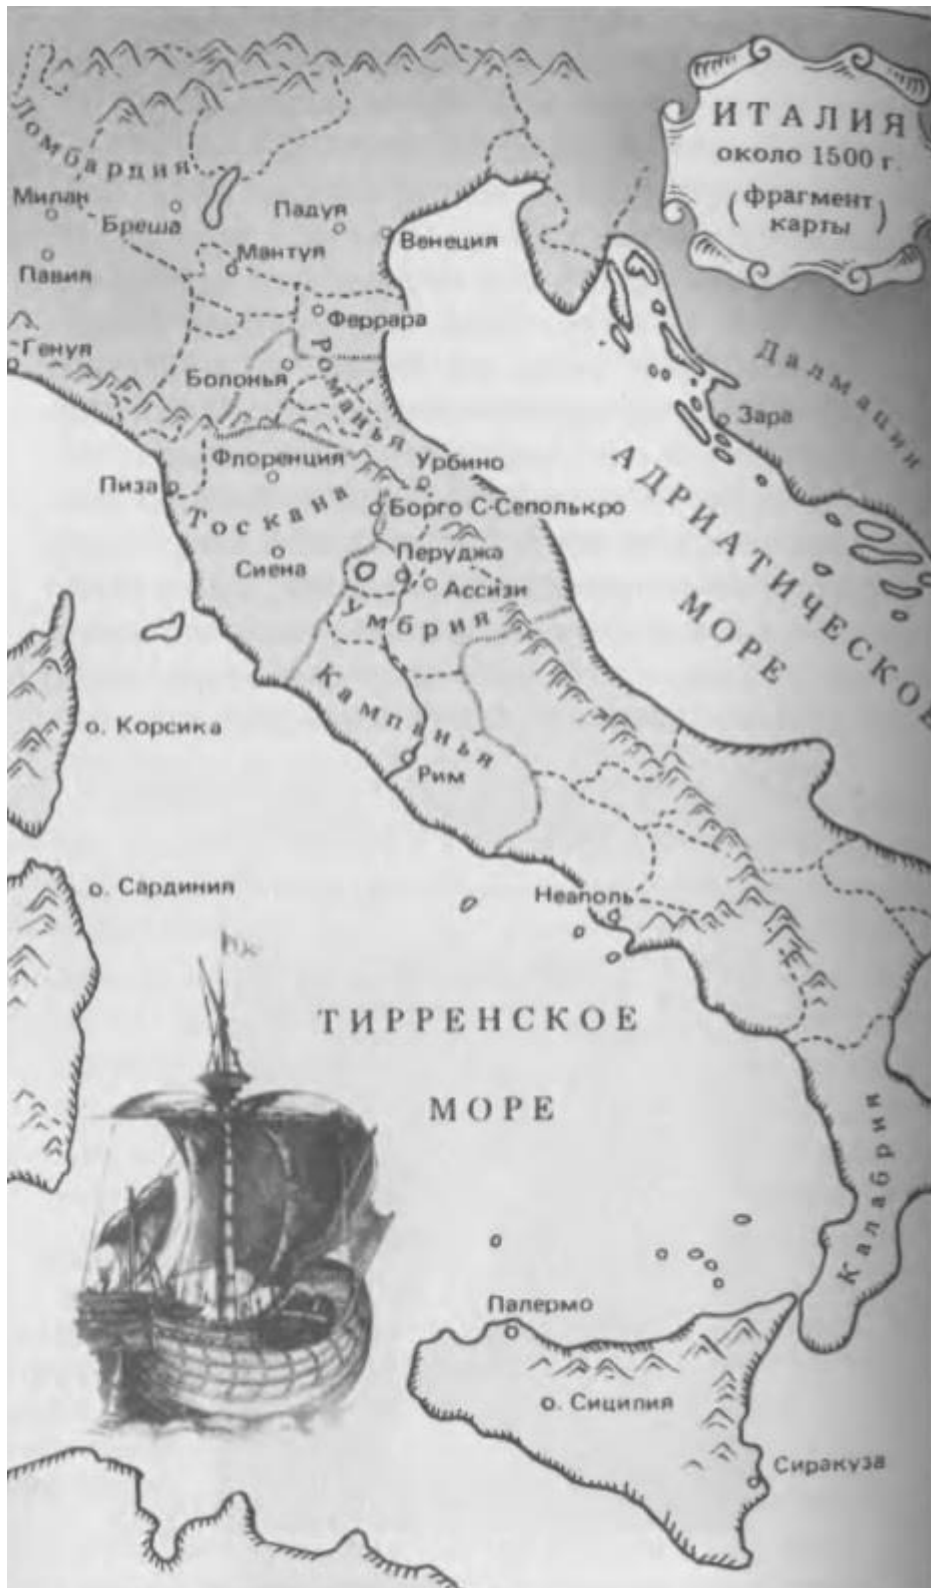 ИТАЛИЯ
около 1500 г.
(фрагмент
карты)
Ломбардия
Милан
Бреша
Падуя
Венеция
Павия
Мантуя
Генуя
Феррара
Романья
Болонья
Далмации
Зара
Флоренция
Урбино
Пиза
Тоскана
Борго С-Сеполькро
АДРИАТИЧЕСКОЕ
МОРЕ
Сиена
Перуджа
Ассизи
Умбрия
Кампанья
о. Корсика
Рим
о. Сардиния
Неаполь
ТИРРЕНСКОЕ
МОРЕ
Калабрия
Палермо
о. Сицилия
Сиракуза